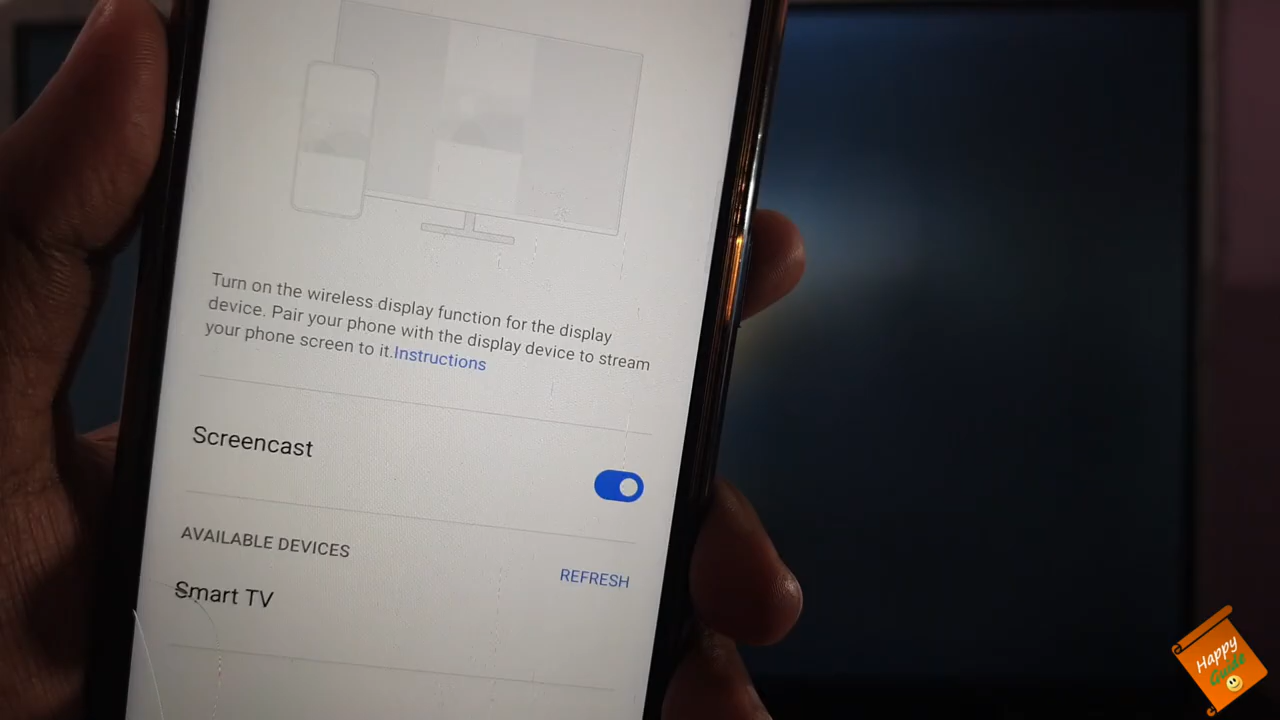 Turn on the wireless display function for the display
device. Pair your phone with the display device to stream
your phone screen to it.Instructions
Screencast
AVAILABLE DEVICES
REFRESH
Smart TV
Happy
Guide